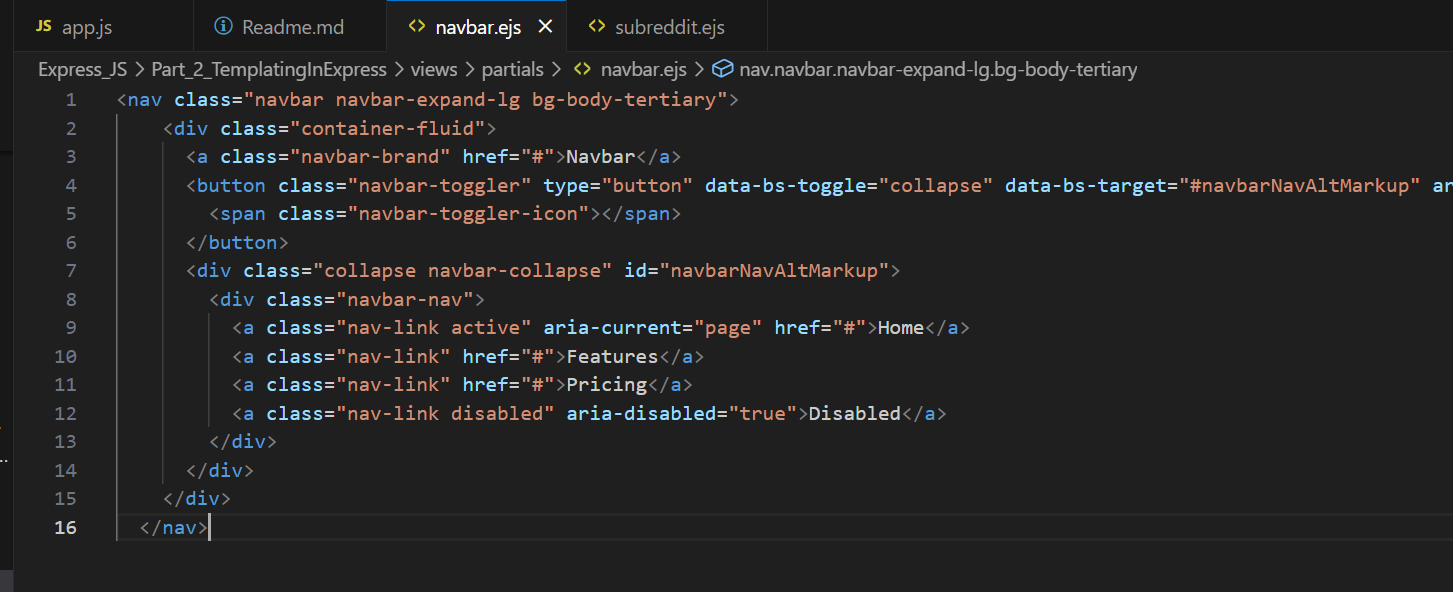 JS app.js Readme.md <> navbar.ejs × <> subreddit.ejs
Express_JS > Part_2_TemplatingInExpress > views > partials > <> navbar.ejs > nav.navbar.navbar-expand-lg.bg-body-tertiary
1 <nav class="navbar navbar-expand-lg bg-body-tertiary">
2 <div class="container-fluid">
3 <a class="navbar-brand" href="#">Navbar</a>
4 <button class="navbar-toggler" type="button" data-bs-toggle="collapse" data-bs-target="#navbarNavAltMarkup" ar
5 <span class="navbar-toggler-icon"></span>
6 </button>
7 <div class="collapse navbar-collapse" id="navbarNavAltMarkup">
8 <div class="navbar-nav">
9 <a class="nav-link active" aria-current="page" href="#">Home</a>
10 <a class="nav-link" href="#">Features</a>
11 <a class="nav-link" href="#">Pricing</a>
12 <a class="nav-link disabled" aria-disabled="true">Disabled</a>
13 </div>
14 </div>
15 </div>
16 </nav>